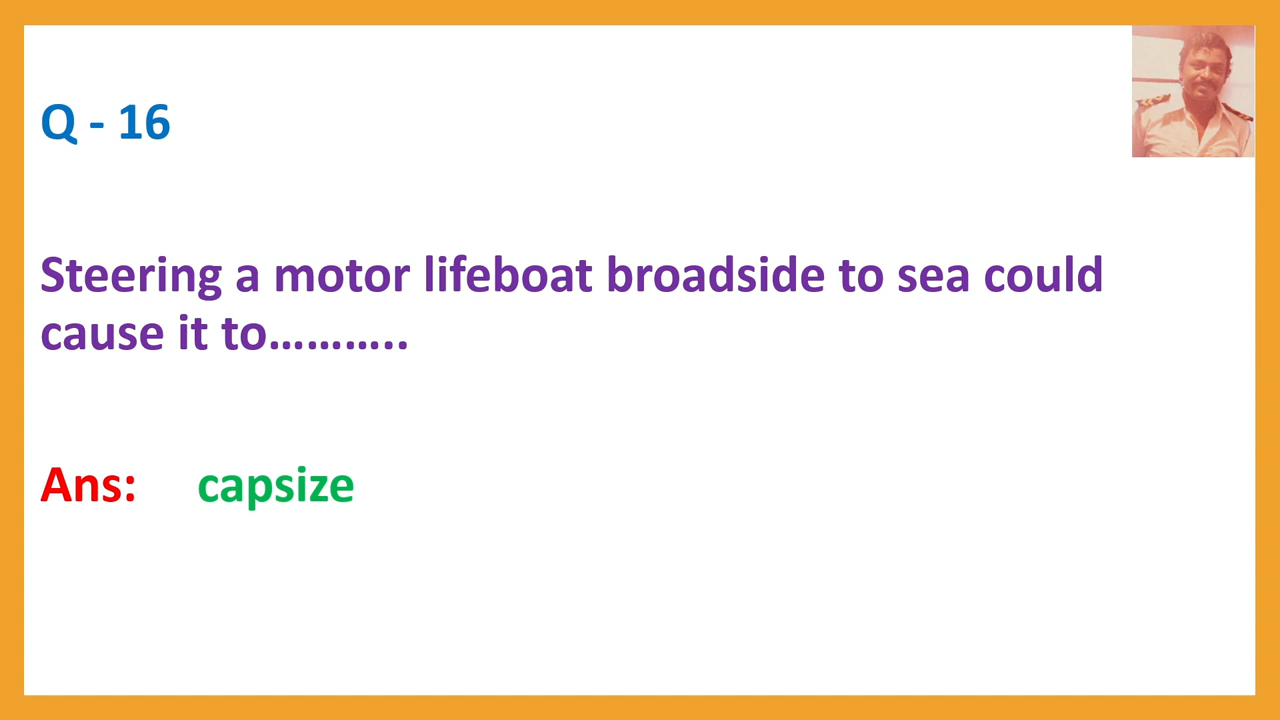 Q - 16
Steering a motor lifeboat broadside to sea could
cause it to………..
Ans: capsize